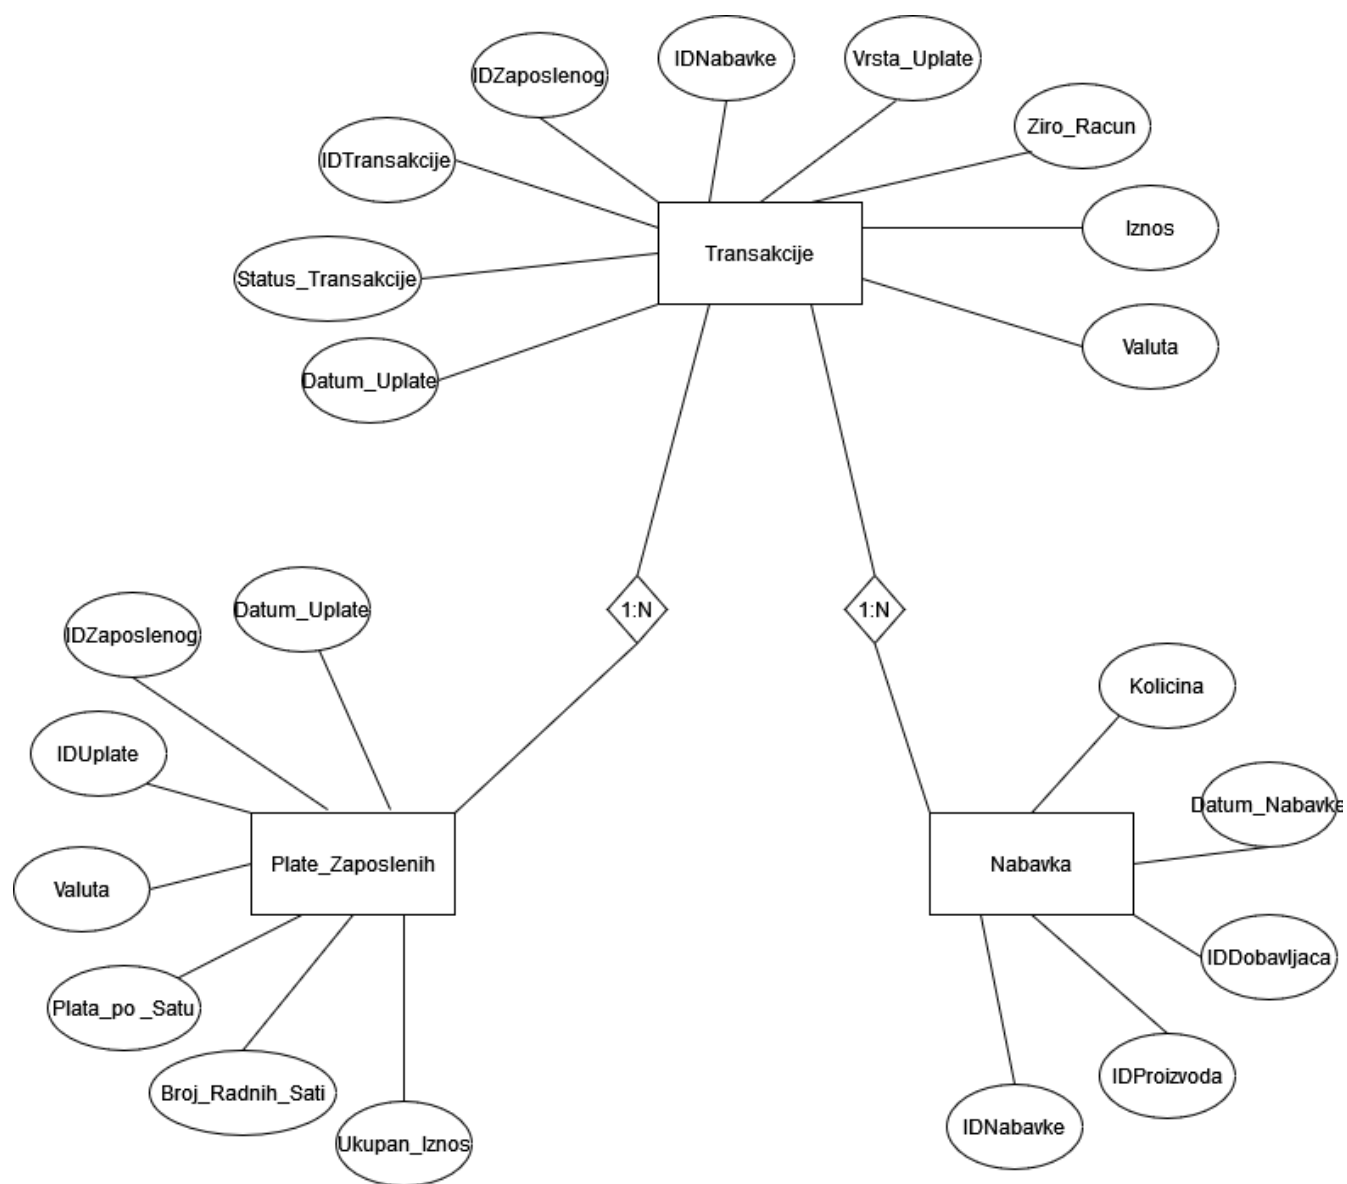 IDNabavke
Vrsta_Uplate
IDZaposlenog
Ziro_Racun
IDTransakcije
Iznos
Transakcije
Status_Transakcije
Valuta
Datum_Uplate
1:N
1:N
Datum_Uplate
IDZaposlenog
Kolicina
IDUplate
Datum_Nabavke
Plate_Zaposlenih
Nabavka
Valuta
IDDobavljaca
Plata_po _Satu
IDProizvoda
Broj_Radnih_Sati
IDNabavke
Ukupan_Iznos